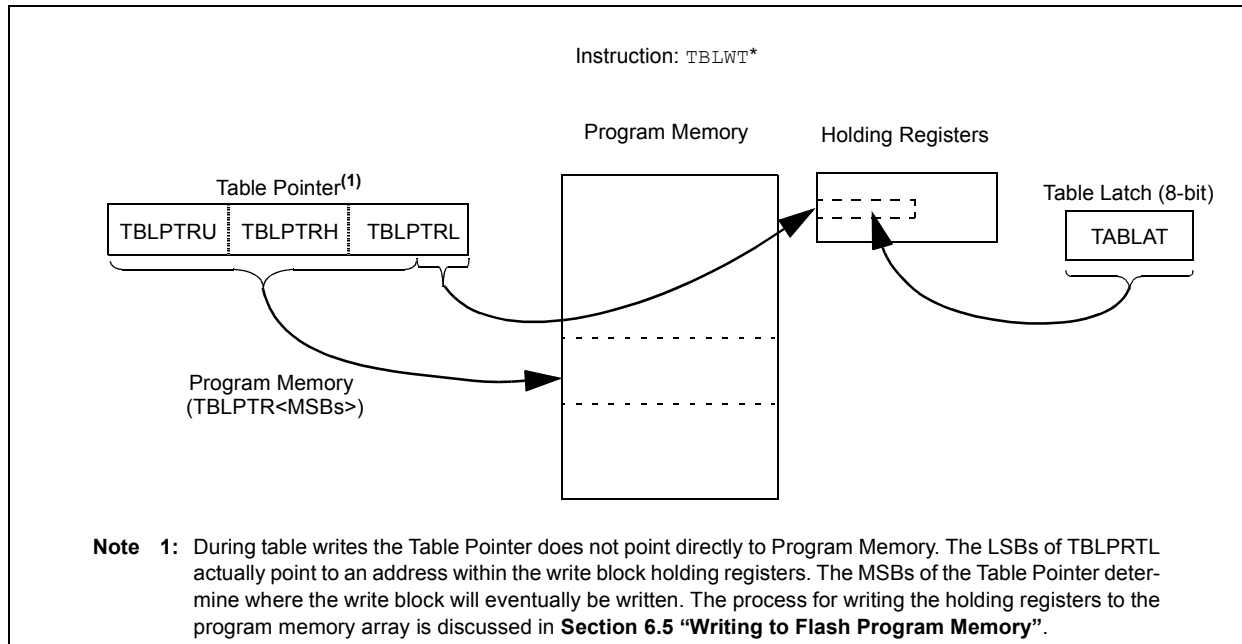 Instruction: TBLWT*
Program Memory
Holding Registers
Table Pointer(1)
Table Latch (8-bit)
TBLPTRU TBLPTRH TBLPTRL
TABLAT
Program Memory
(TBLPTR<MSBs>)
Note 1: During table writes the Table Pointer does not point directly to Program Memory. The LSBs of TBLPRTL
actually point to an address within the write block holding registers. The MSBs of the Table Pointer deter-
mine where the write block will eventually be written. The process for writing the holding registers to the
program memory array is discussed in Section 6.5 “Writing to Flash Program Memory”.